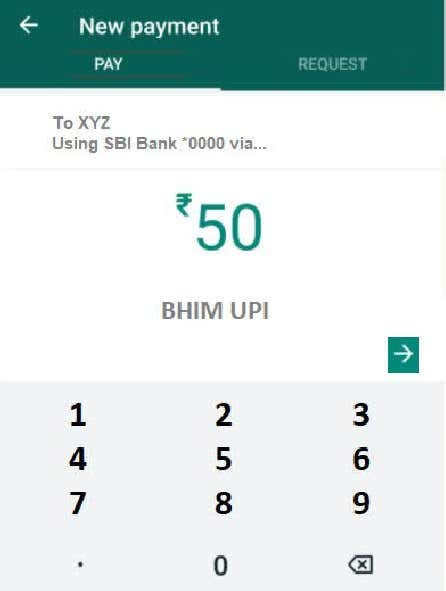 New payment
PAY REQUEST
To XYZ
Using SBI Bank *0000 via...
₹50
BHIM UPI
1 2 3
4 5 6
7 8 9
. 0